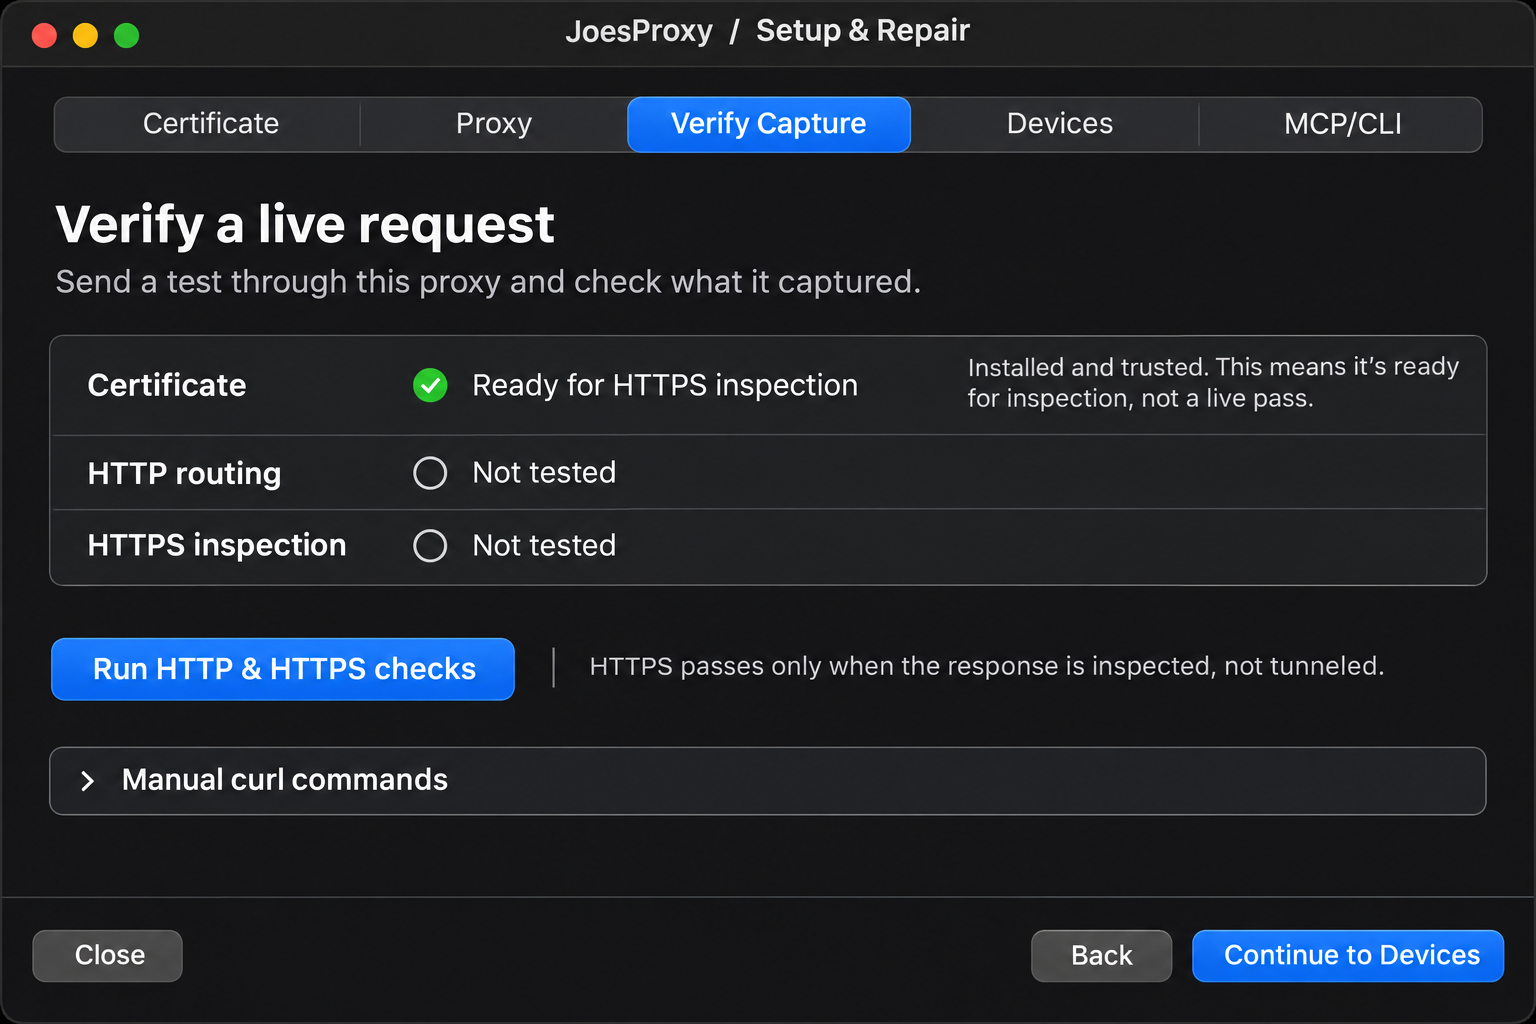 JoesProxy / Setup & Repair
Certificate
Proxy
Verify Capture
Devices
MCP/CLI
Verify a live request
Send a test through this proxy and check what it captured.
Certificate
Ready for HTTPS inspection
Installed and trusted. This means it’s ready
for inspection, not a live pass.
HTTP routing
Not tested
HTTPS inspection
Not tested
Run HTTP & HTTPS checks
HTTPS passes only when the response is inspected, not tunneled.
Manual curl commands
Close
Back
Continue to Devices